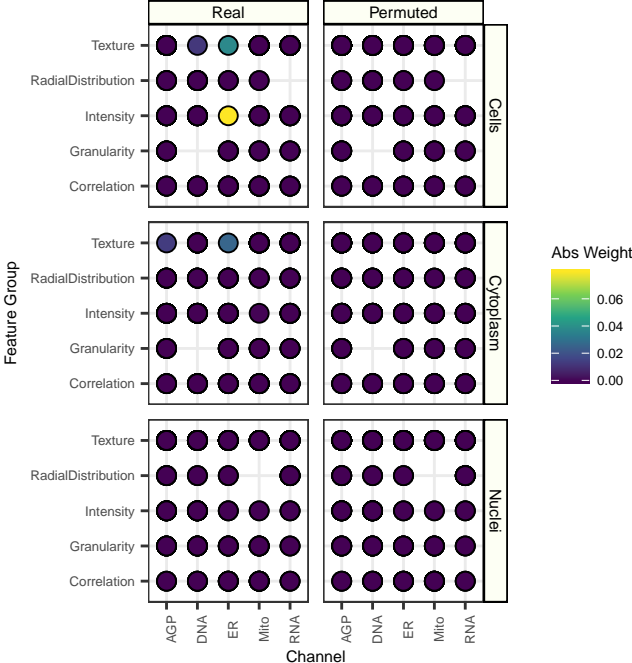 Real
Permuted
Texture
RadialDistribution
Intensity
Granularity
Correlation
Cells
Texture
RadialDistribution
Intensity
Granularity
Correlation
Cytoplasm
Texture
RadialDistribution
Intensity
Granularity
Correlation
Nuclei
Feature Group
AGP
DNA
ER
Mito
RNA
AGP
DNA
ER
Mito
RNA
Channel
Abs Weight
0.06
0.04
0.02
0.00